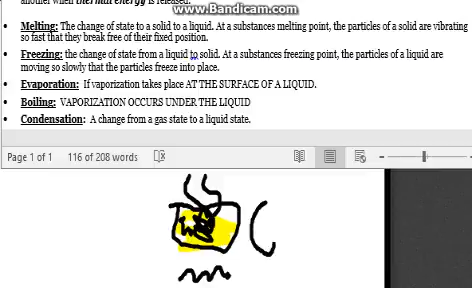 another when thermal energy is released.
www.Bandicam.com
• Melting: The change of state to a solid to a liquid. At a substances melting point, the particles of a solid are vibrating
so fast that they break free of their fixed position.
• Freezing: the change of state from a liquid to solid. At a substances freezing point, the particles of a liquid are
moving so slowly that the particles freeze into place.
• Evaporation: If vaporization takes place AT THE SURFACE OF A LIQUID.
• Boiling: VAPORIZATION OCCURS UNDER THE LIQUID
• Condensation: A change from a gas state to a liquid state.
Page 1 of 1 116 of 208 words